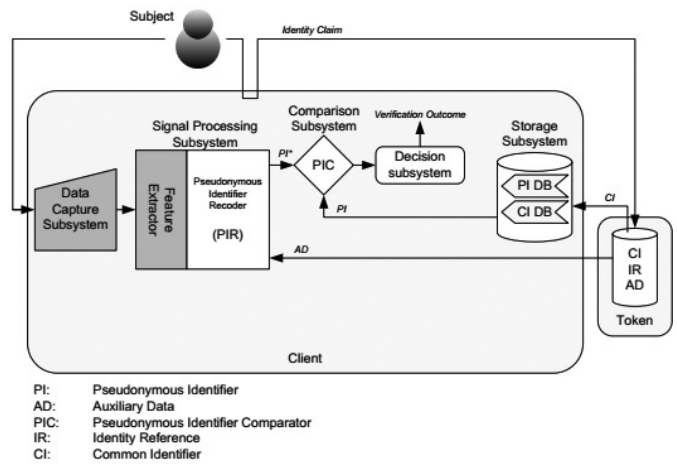 Subject
Identity Claim
Comparison
Subsystem
Verification Outcome
Signal Processing
Subsystem
Storage
Subsystem
PI*
PIC
Decision
subsystem
PI DB
CI DB
Data
Capture
Subsystem
Feature
Extractor
Pseudonymous
Identifier
Recoder
(PIR)
PI
CI
AD
CI
IR
AD
Token
Client
PI: Pseudonymous Identifier
AD: Auxiliary Data
PIC: Pseudonymous Identifier Comparator
IR: Identity Reference
CI: Common Identifier